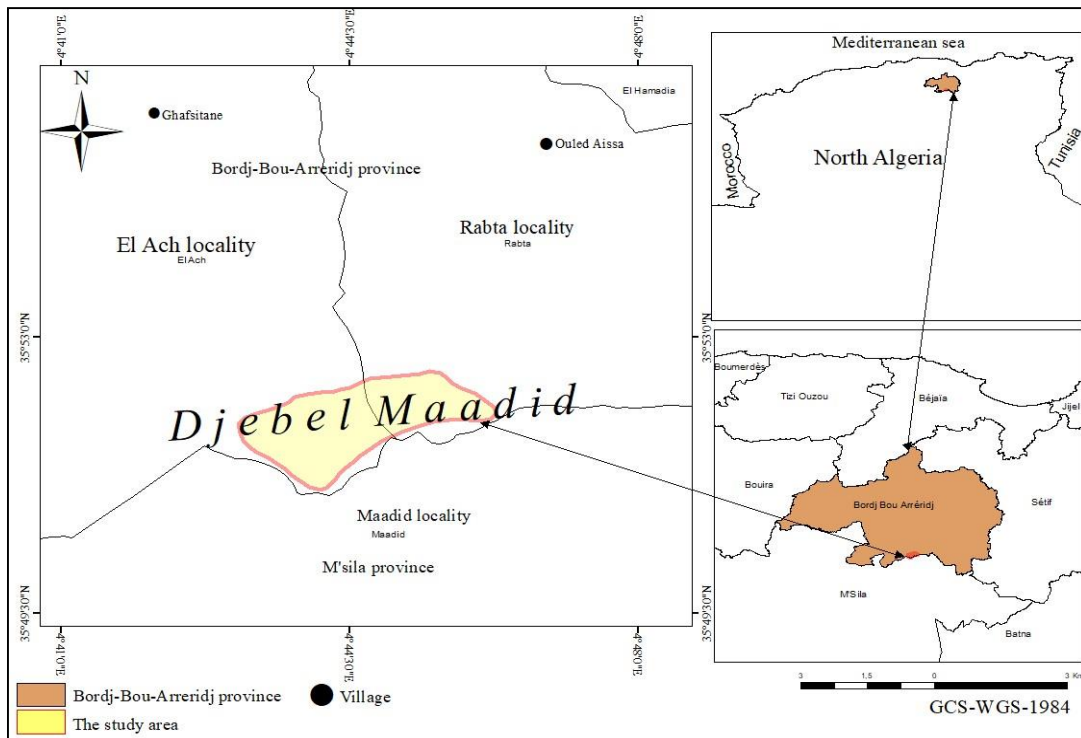 4°41'0"E
4°44'30"E
4°48'0"E
N
El Hamadia
Ghafsitane
Ouled Aissa
Bordj-Bou-Arreridj province
Rabta locality
Rabta
El Ach locality
El Ach
35°53'0"N
35°53'0"N
Djebel Maadid
Maadid locality
Maadid
M'sila province
35°49'30"N
35°49'30"N
4°41'0"E
4°44'30"E
4°48'0"E
Mediterranean sea
North Algeria
Morocco
Tunisia
Boumerdès
Tizi Ouzou
Béjaïa
Jijel
Bouira
Bordj Bou Arréridj
Sétif
M'Sila
Batna
3 1,5 0 3 Km
GCS-WGS-1984
Bordj-Bou-Arreridj province
Village
The study area